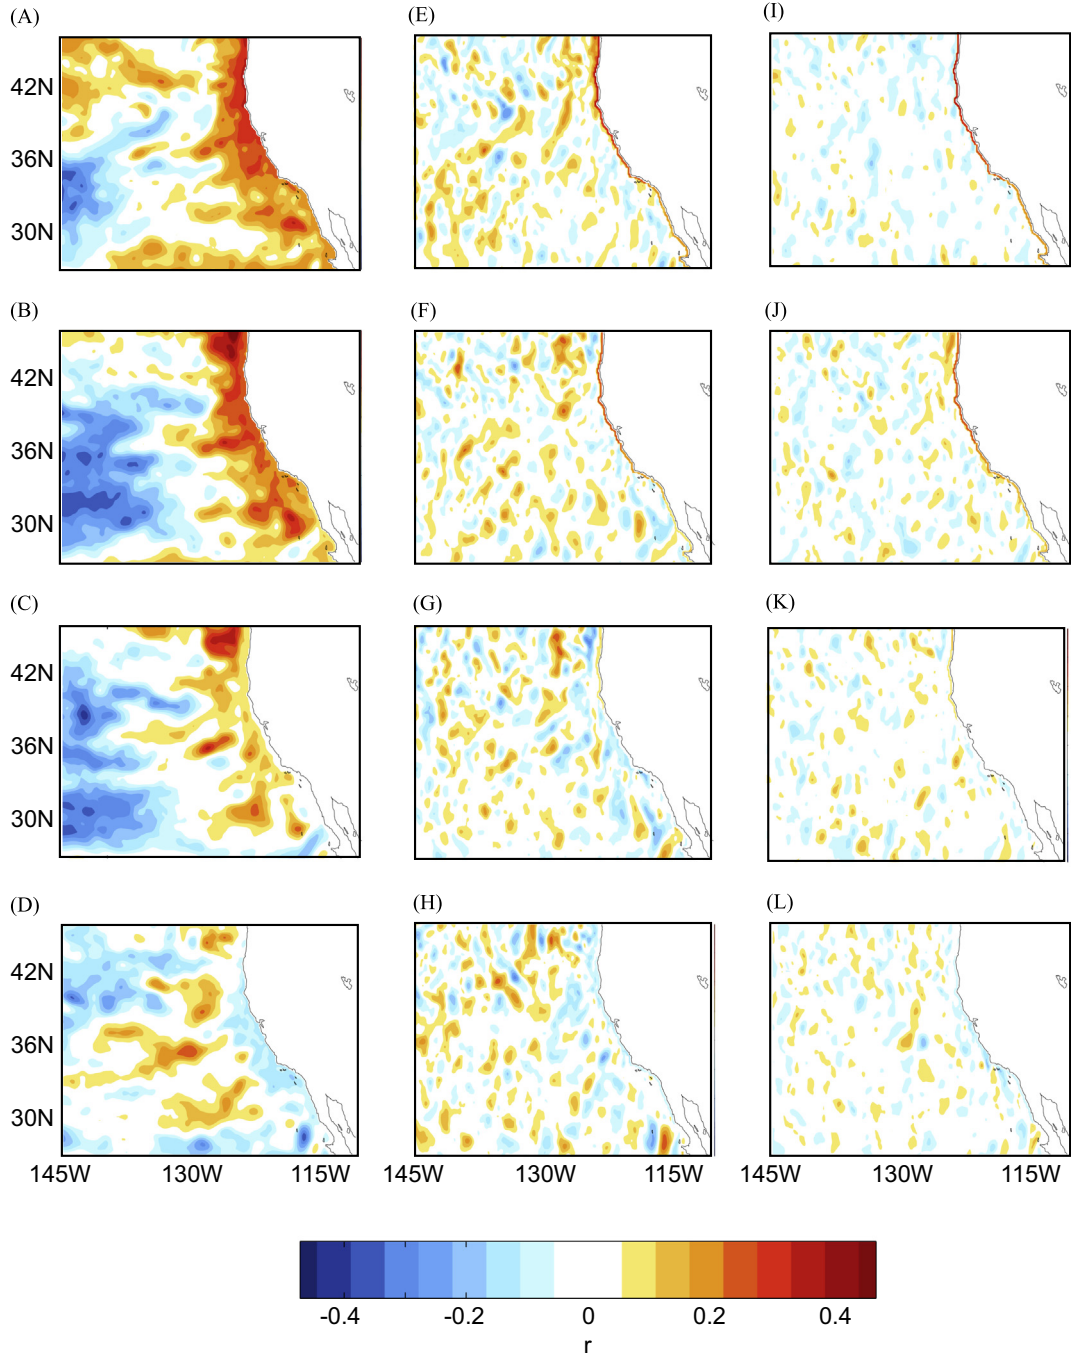 (A) (E) (I)
42N
36N
30N
(B) (F) (J)
42N
36N
30N
(C) (G) (K)
42N
36N
30N
(D) (H) (L)
42N
36N
30N
145W 130W 115W 145W 130W 115W 145W 130W 115W
-0.4 -0.2 0 0.2 0.4
r